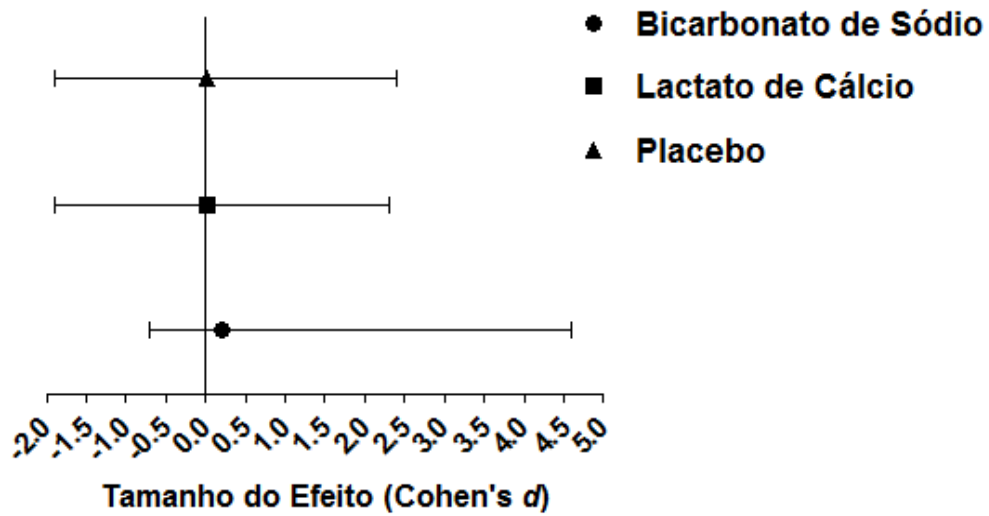 Bicarbonato de Sódio
Lactato de Cálcio
Placebo
-2.0 -1.5 -1.0 -0.5 0.0 0.5 1.0 1.5 2.0 2.5 3.0 3.5 4.0 4.5 5.0
Tamanho do Efeito (Cohen's d)